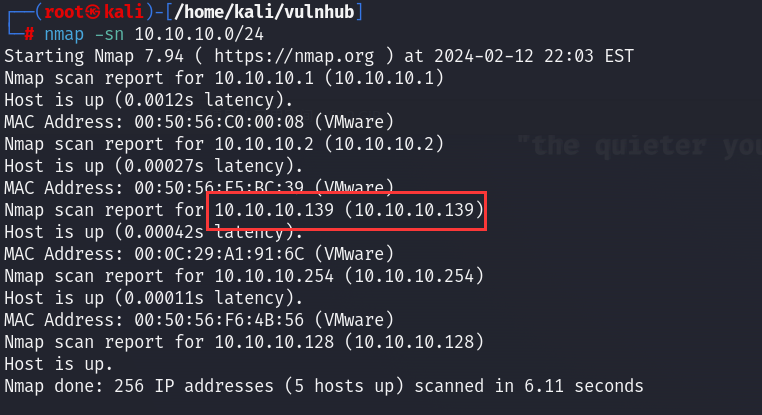 ┌──(root㉿kali)-[/home/kali/vulnhub]
└─# nmap -sn 10.10.10.0/24
Starting Nmap 7.94 ( https://nmap.org ) at 2024-02-12 22:03 EST
Nmap scan report for 10.10.10.1 (10.10.10.1)
Host is up (0.0012s latency).
MAC Address: 00:50:56:C0:00:08 (VMware)
Nmap scan report for 10.10.10.2 (10.10.10.2)
"the quieter you
Host is up (0.00027s latency).
MAC Address: 00:50:56:F5:BC:39 (VMware)
Nmap scan report for 10.10.10.139 (10.10.10.139)
Host is up (0.00042s latency).
MAC Address: 00:0C:29:A1:91:6C (VMware)
Nmap scan report for 10.10.10.254 (10.10.10.254)
Host is up (0.00011s latency).
MAC Address: 00:50:56:F6:4B:56 (VMware)
Nmap scan report for 10.10.10.128 (10.10.10.128)
Host is up.
Nmap done: 256 IP addresses (5 hosts up) scanned in 6.11 seconds